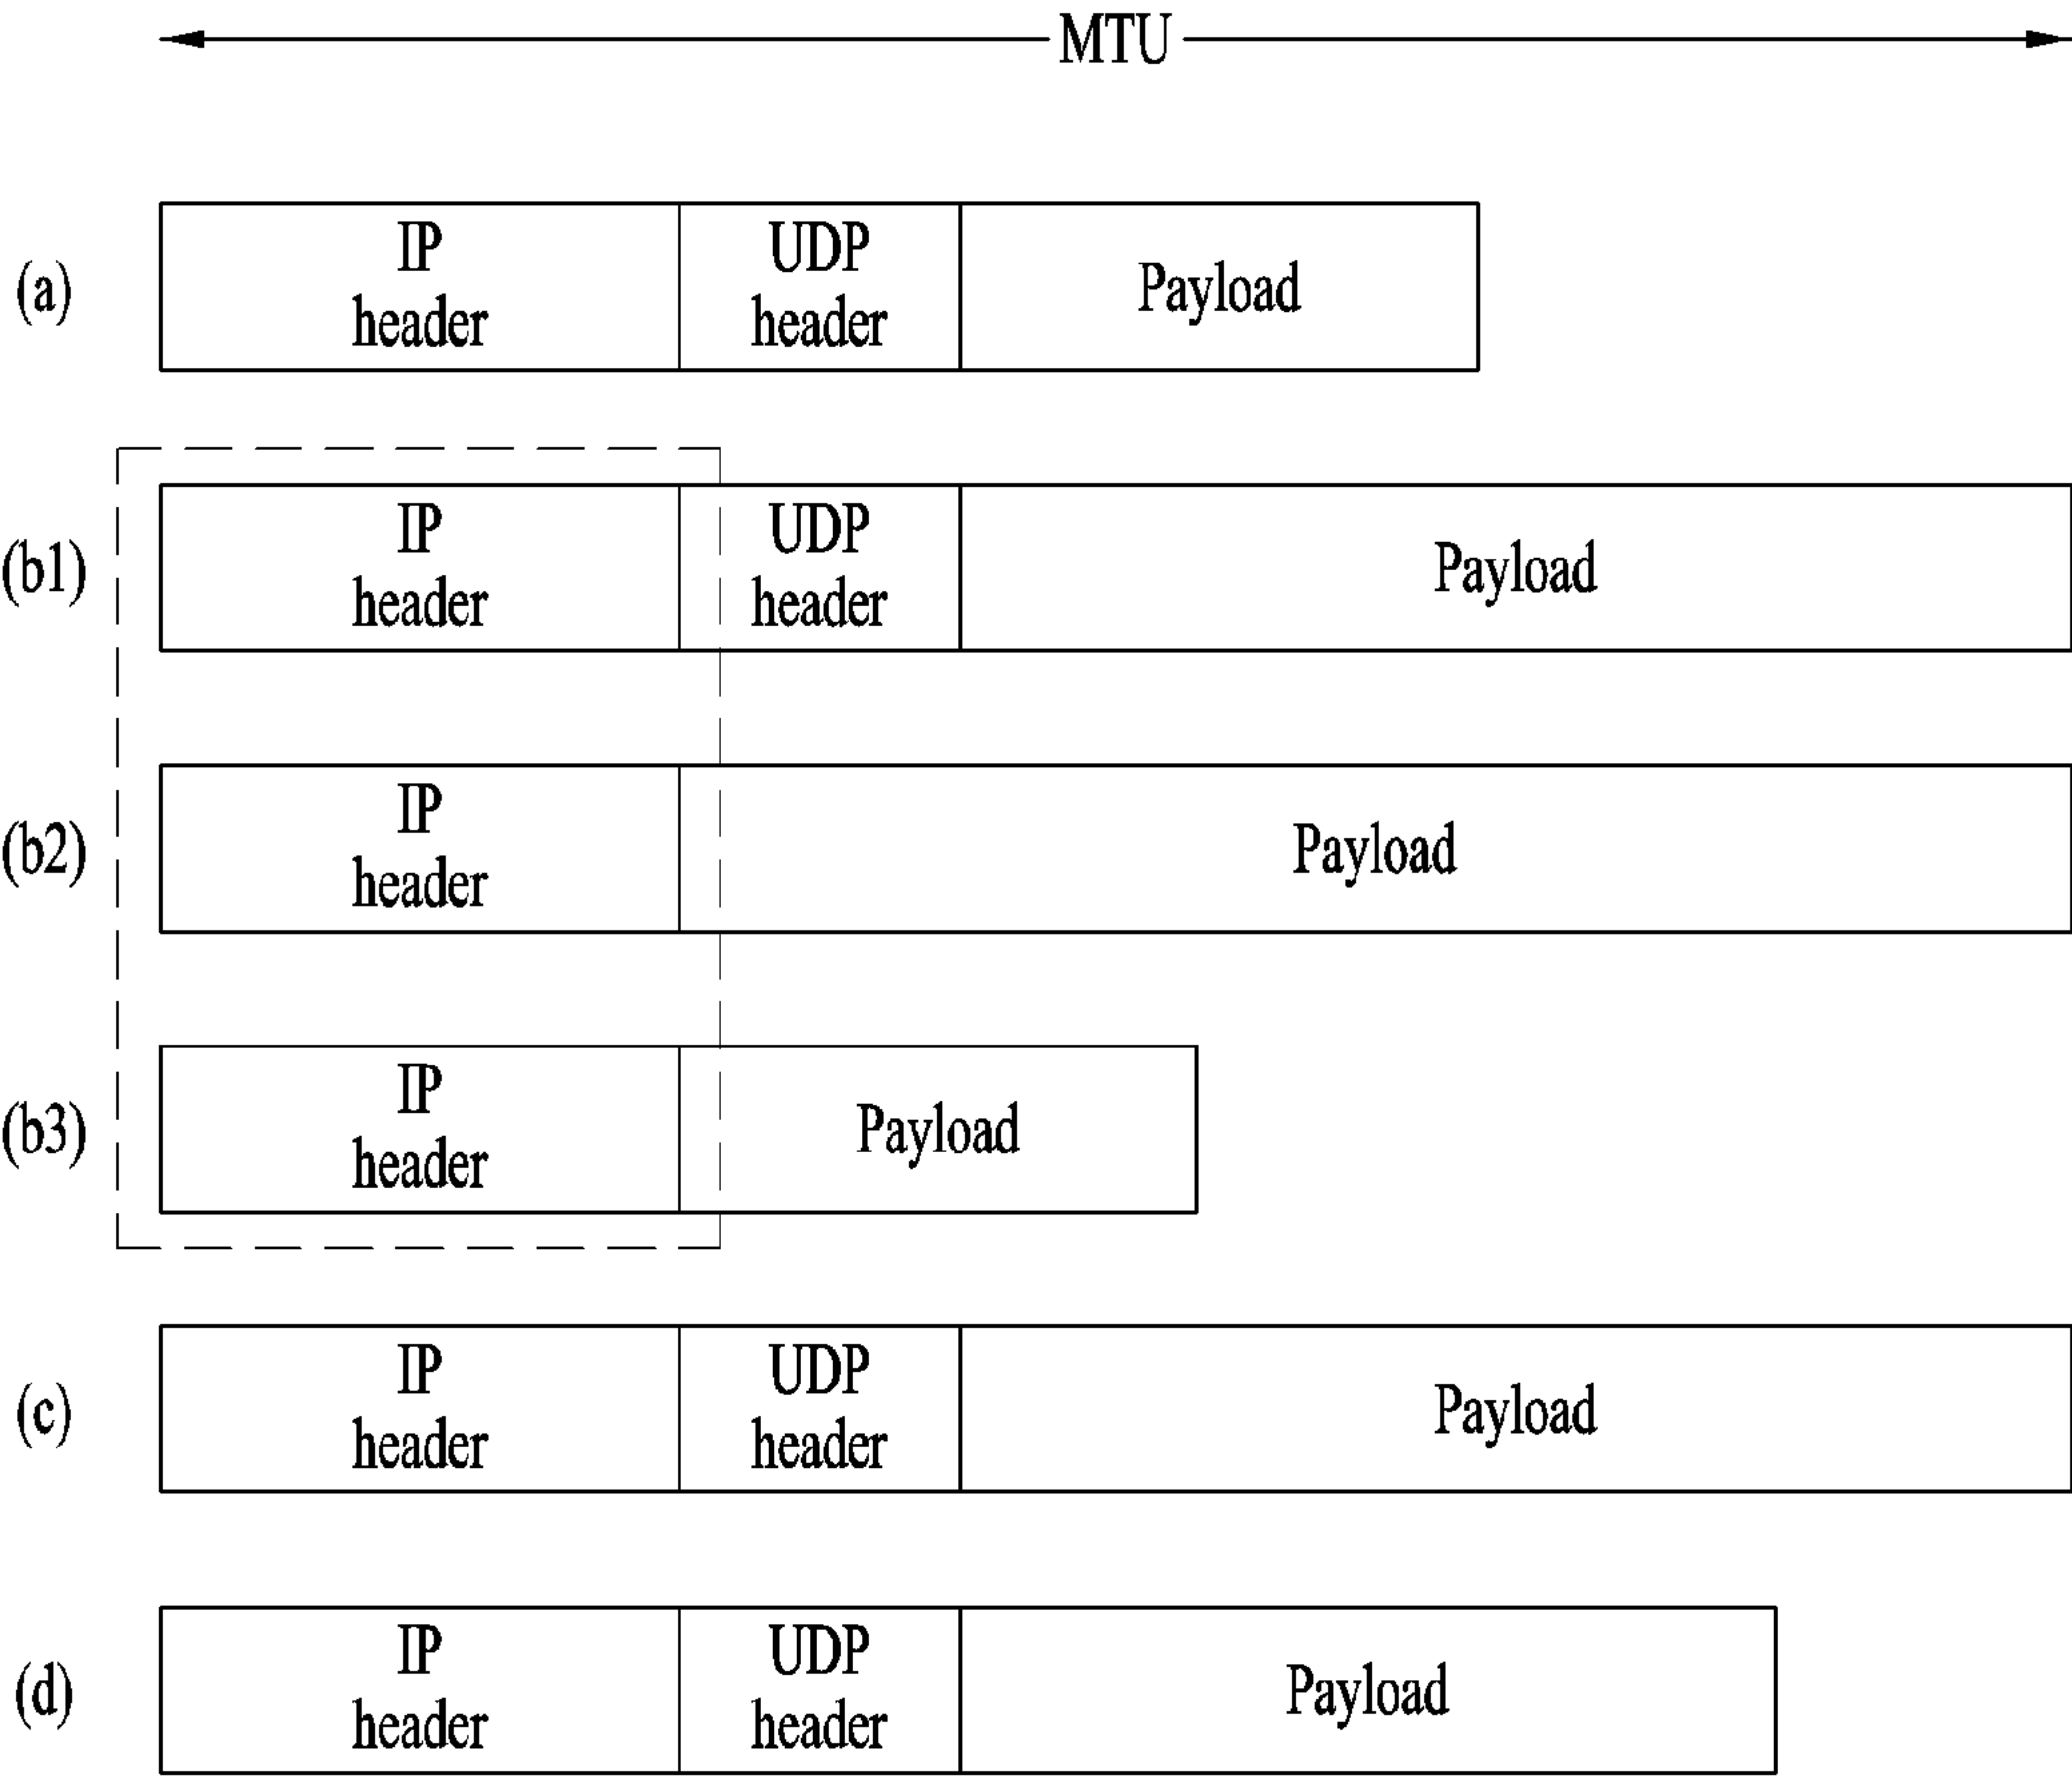 MTU
(a)
IP
header
UDP
header
Payload
(b1)
IP
header
UDP
header
Payload
(b2)
IP
header
Payload
(b3)
IP
header
Payload
(c)
IP
header
UDP
header
Payload
(d)
IP
header
UDP
header
Payload